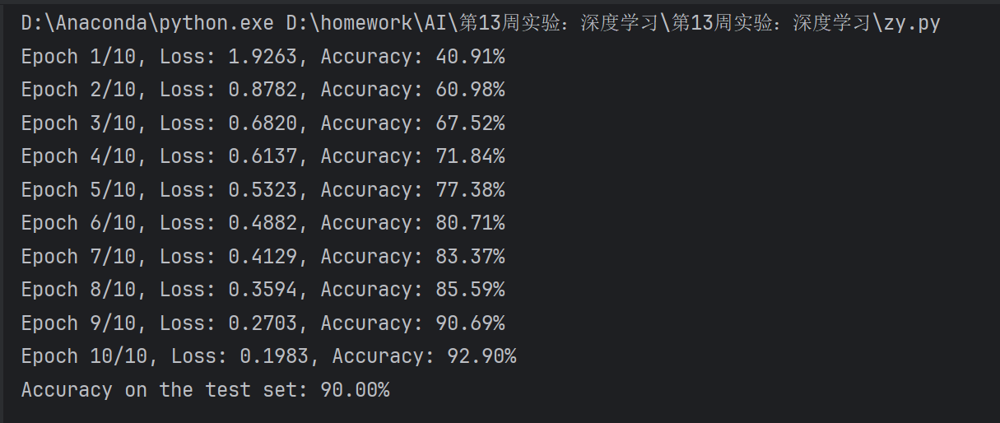 D:\Anaconda\python.exe D:\homework\AI\第13周实验：深度学习\第13周实验：深度学习\zy.py
Epoch 1/10, Loss: 1.9263, Accuracy: 40.91%
Epoch 2/10, Loss: 0.8782, Accuracy: 60.98%
Epoch 3/10, Loss: 0.6820, Accuracy: 67.52%
Epoch 4/10, Loss: 0.6137, Accuracy: 71.84%
Epoch 5/10, Loss: 0.5323, Accuracy: 77.38%
Epoch 6/10, Loss: 0.4882, Accuracy: 80.71%
Epoch 7/10, Loss: 0.4129, Accuracy: 83.37%
Epoch 8/10, Loss: 0.3594, Accuracy: 85.59%
Epoch 9/10, Loss: 0.2703, Accuracy: 90.69%
Epoch 10/10, Loss: 0.1983, Accuracy: 92.90%
Accuracy on the test set: 90.00%